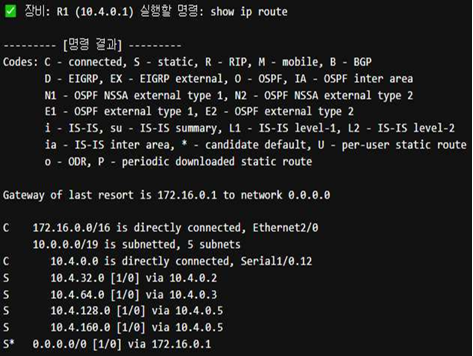 ✅ 장비: R1 (10.4.0.1) 실행할 명령: show ip route
--------- [명령 결과] ---------
Codes: C - connected, S - static, R - RIP, M - mobile, B - BGP
D - EIGRP, EX - EIGRP external, O - OSPF, IA - OSPF inter area
N1 - OSPF NSSA external type 1, N2 - OSPF NSSA external type 2
E1 - OSPF external type 1, E2 - OSPF external type 2
i - IS-IS, su - IS-IS summary, L1 - IS-IS level-1, L2 - IS-IS level-2
ia - IS-IS inter area, * - candidate default, U - per-user static route
o - ODR, P - periodic downloaded static route
Gateway of last resort is 172.16.0.1 to network 0.0.0.0
C 172.16.0.0/16 is directly connected, Ethernet2/0
10.0.0.0/19 is subnetted, 5 subnets
C 10.4.0.0 is directly connected, Serial1/0.12
S 10.4.32.0 [1/0] via 10.4.0.2
S 10.4.64.0 [1/0] via 10.4.0.3
S 10.4.128.0 [1/0] via 10.4.0.5
S 10.4.160.0 [1/0] via 10.4.0.5
S* 0.0.0.0/0 [1/0] via 172.16.0.1